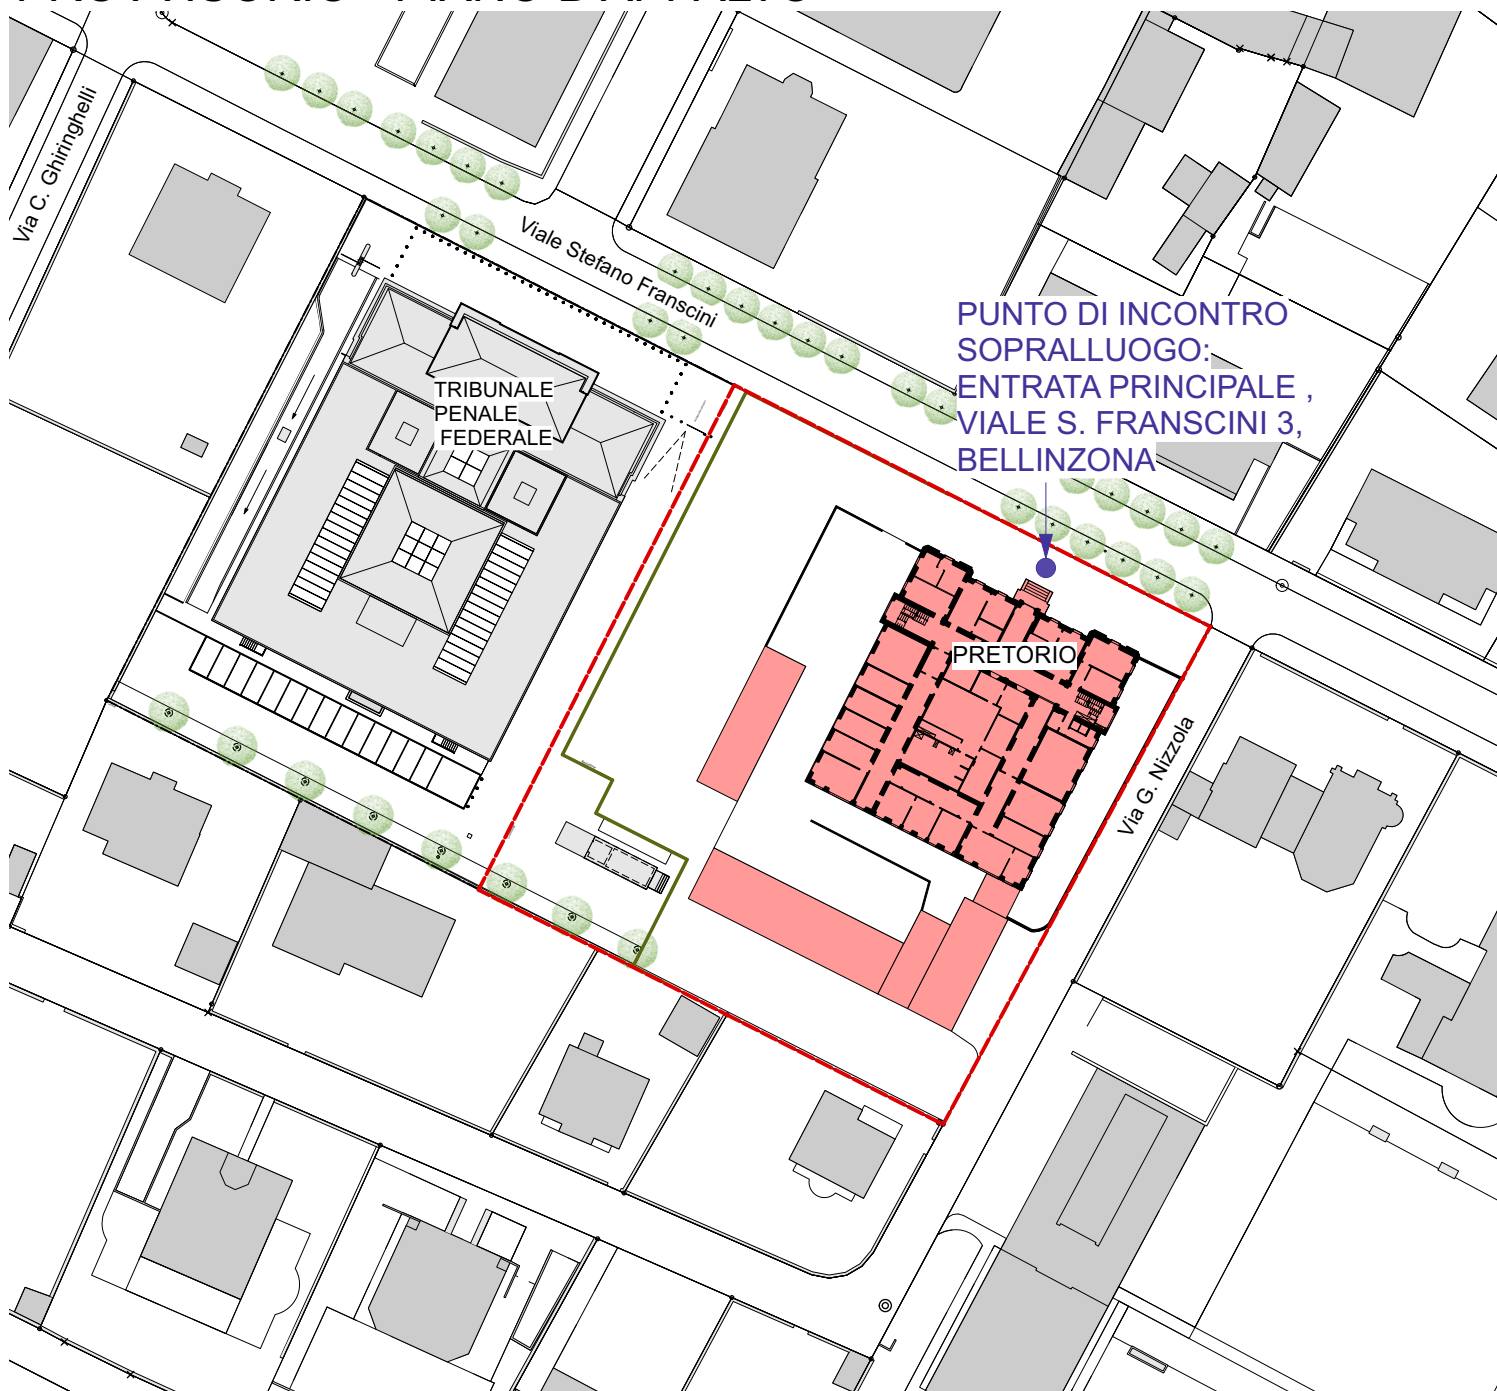 Via C. Ghiringhelli
Viale Stefano Franscini
PUNTO DI INCONTRO
SOPRALLUOGO:
ENTRATA PRINCIPALE ,
VIALE S. FRANSCINI 3,
BELLINZONA
TRIBUNALE
PENALE
FEDERALE
PRETORIO
Via G. Nizzola